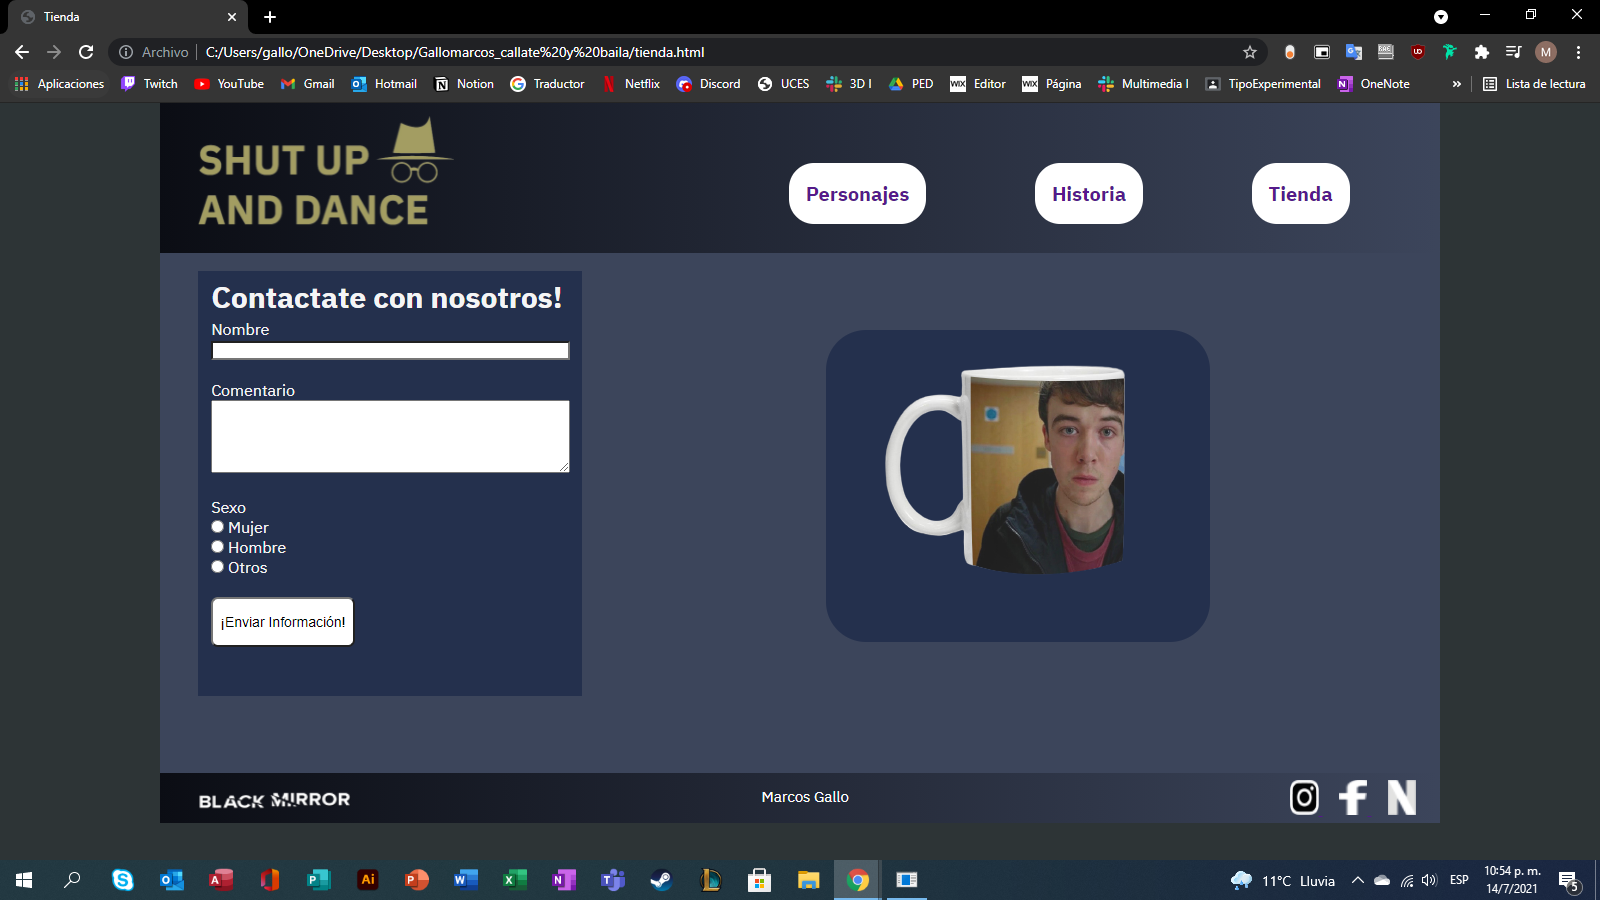 Tienda
Archivo
C:/Users/gallo/OneDrive/Desktop/Gallomarcos_callate%20y%20baila/tienda.html
M
Aplicaciones
Twitch
YouTube
Gmail
Hotmail
Notion
Traductor
Netflix
Discord
UCES
3D I
PED
WIX Editor
WIX Página
Multimedia I
TipoExperimental
OneNote
»
Lista de lectura
SHUT UP
AND DANCE
Personajes
Historia
Tienda
Contactate con nosotros!
Nombre
Comentario
Sexo
Mujer
Hombre
Otros
¡Enviar Información!
BLACK MIRROR
Marcos Gallo
11°C Lluvia
ESP
10:54 p. m.
14/7/2021
5